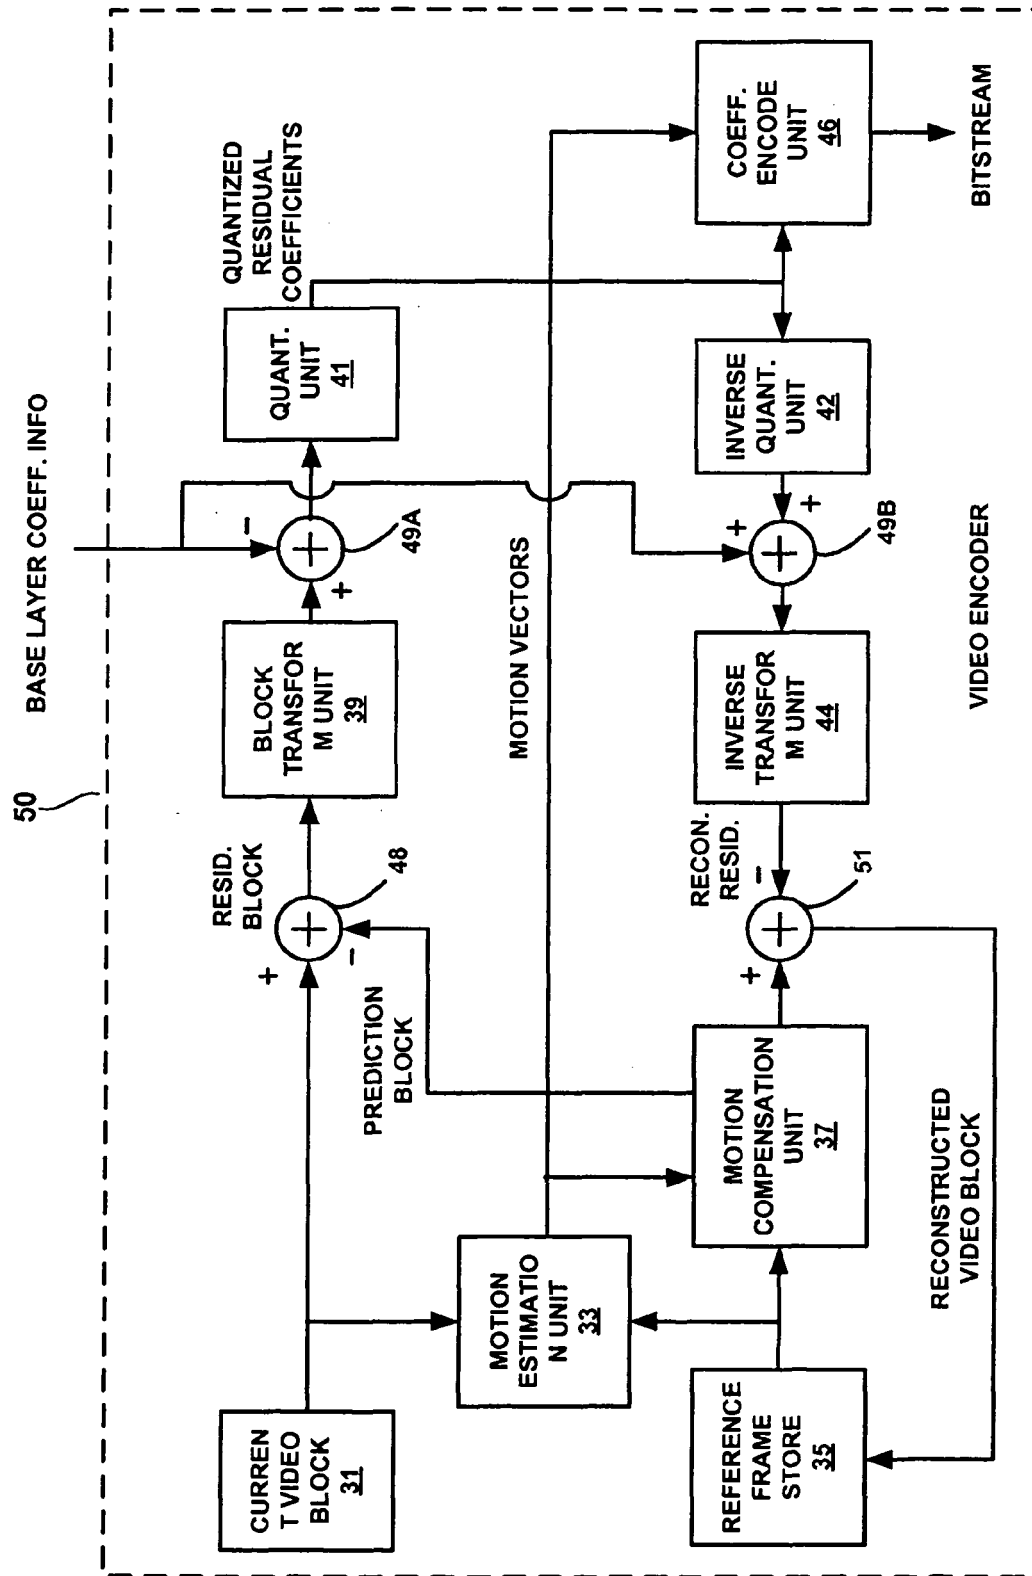 50
BASE LAYER COEFF. INFO
CURREN
T VIDEO
BLOCK
31
+
-
RESID.
BLOCK
48
PREDICTION
BLOCK
BLOCK
TRANSFOR
M UNIT
39
+
-
49A
QUANT.
UNIT
41
QUANTIZED
RESIDUAL
COEFFICIENTS
MOTION
ESTIMATIO
N UNIT
33
MOTION VECTORS
REFERENCE
FRAME
STORE
35
MOTION
COMPENSATION
UNIT
37
+
-
RECON.
RESID.
51
INVERSE
TRANSFOR
M UNIT
44
+
+
49B
INVERSE
QUANT.
UNIT
42
COEFF.
ENCODE
UNIT
46
RECONSTRUCTED
VIDEO BLOCK
VIDEO ENCODER
BITSTREAM